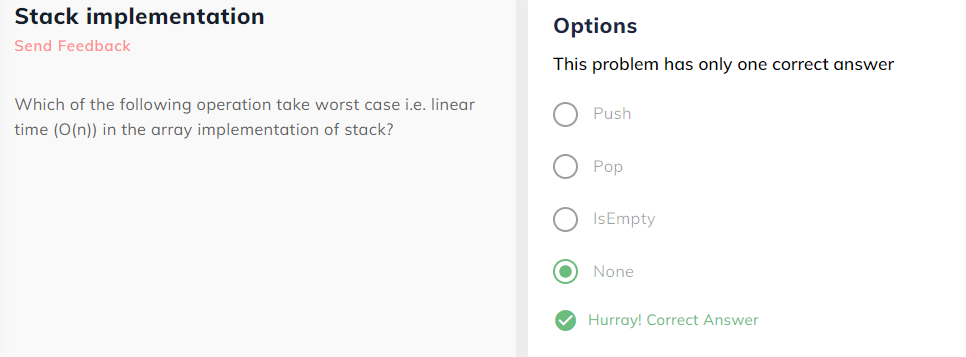 Stack implementation
Send Feedback
Which of the following operation take worst case i.e. linear
time (O(n)) in the array implementation of stack?
Options
This problem has only one correct answer
Push
Pop
IsEmpty
None
Hurray! Correct Answer